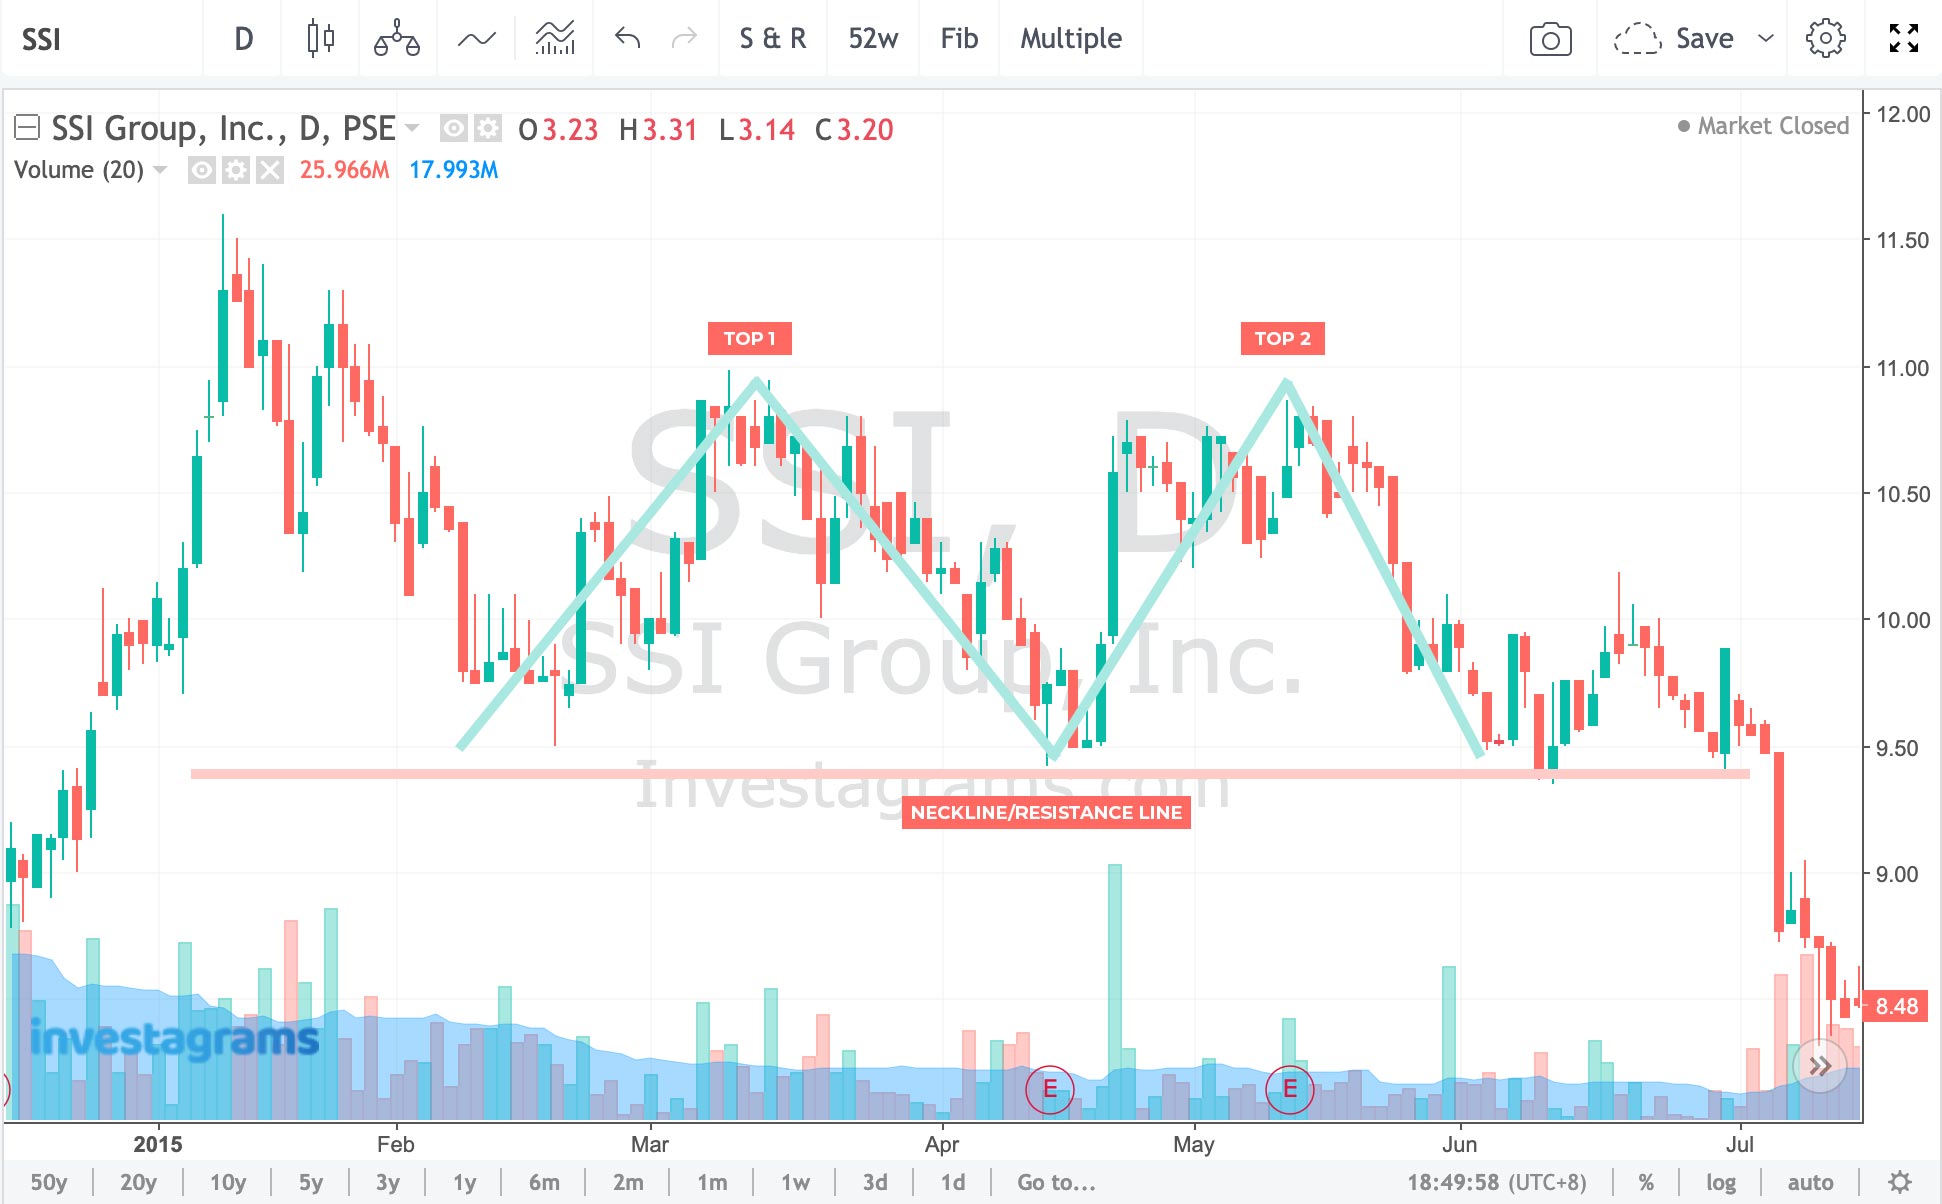 SSI D S & R 52w Fib Multiple Save
SSI Group, Inc., D, PSE O3.23 H3.31 L3.14 C3.20
Market Closed
Volume (20) 25.966M 17.993M
12.00
11.50
TOP 1 TOP 2
11.00
SSI, D
10.50
10.00
SSI Group, Inc.
9.50
Investagrams.com
NECKLINE/RESISTANCE LINE
9.00
8.48
investagrams
E E
2015 Feb Mar Apr May Jun Jul
50y 20y 10y 5y 3y 1y 6m 2m 1m 1w 3d 1d Go to... 18:49:58 (UTC+8) % log auto